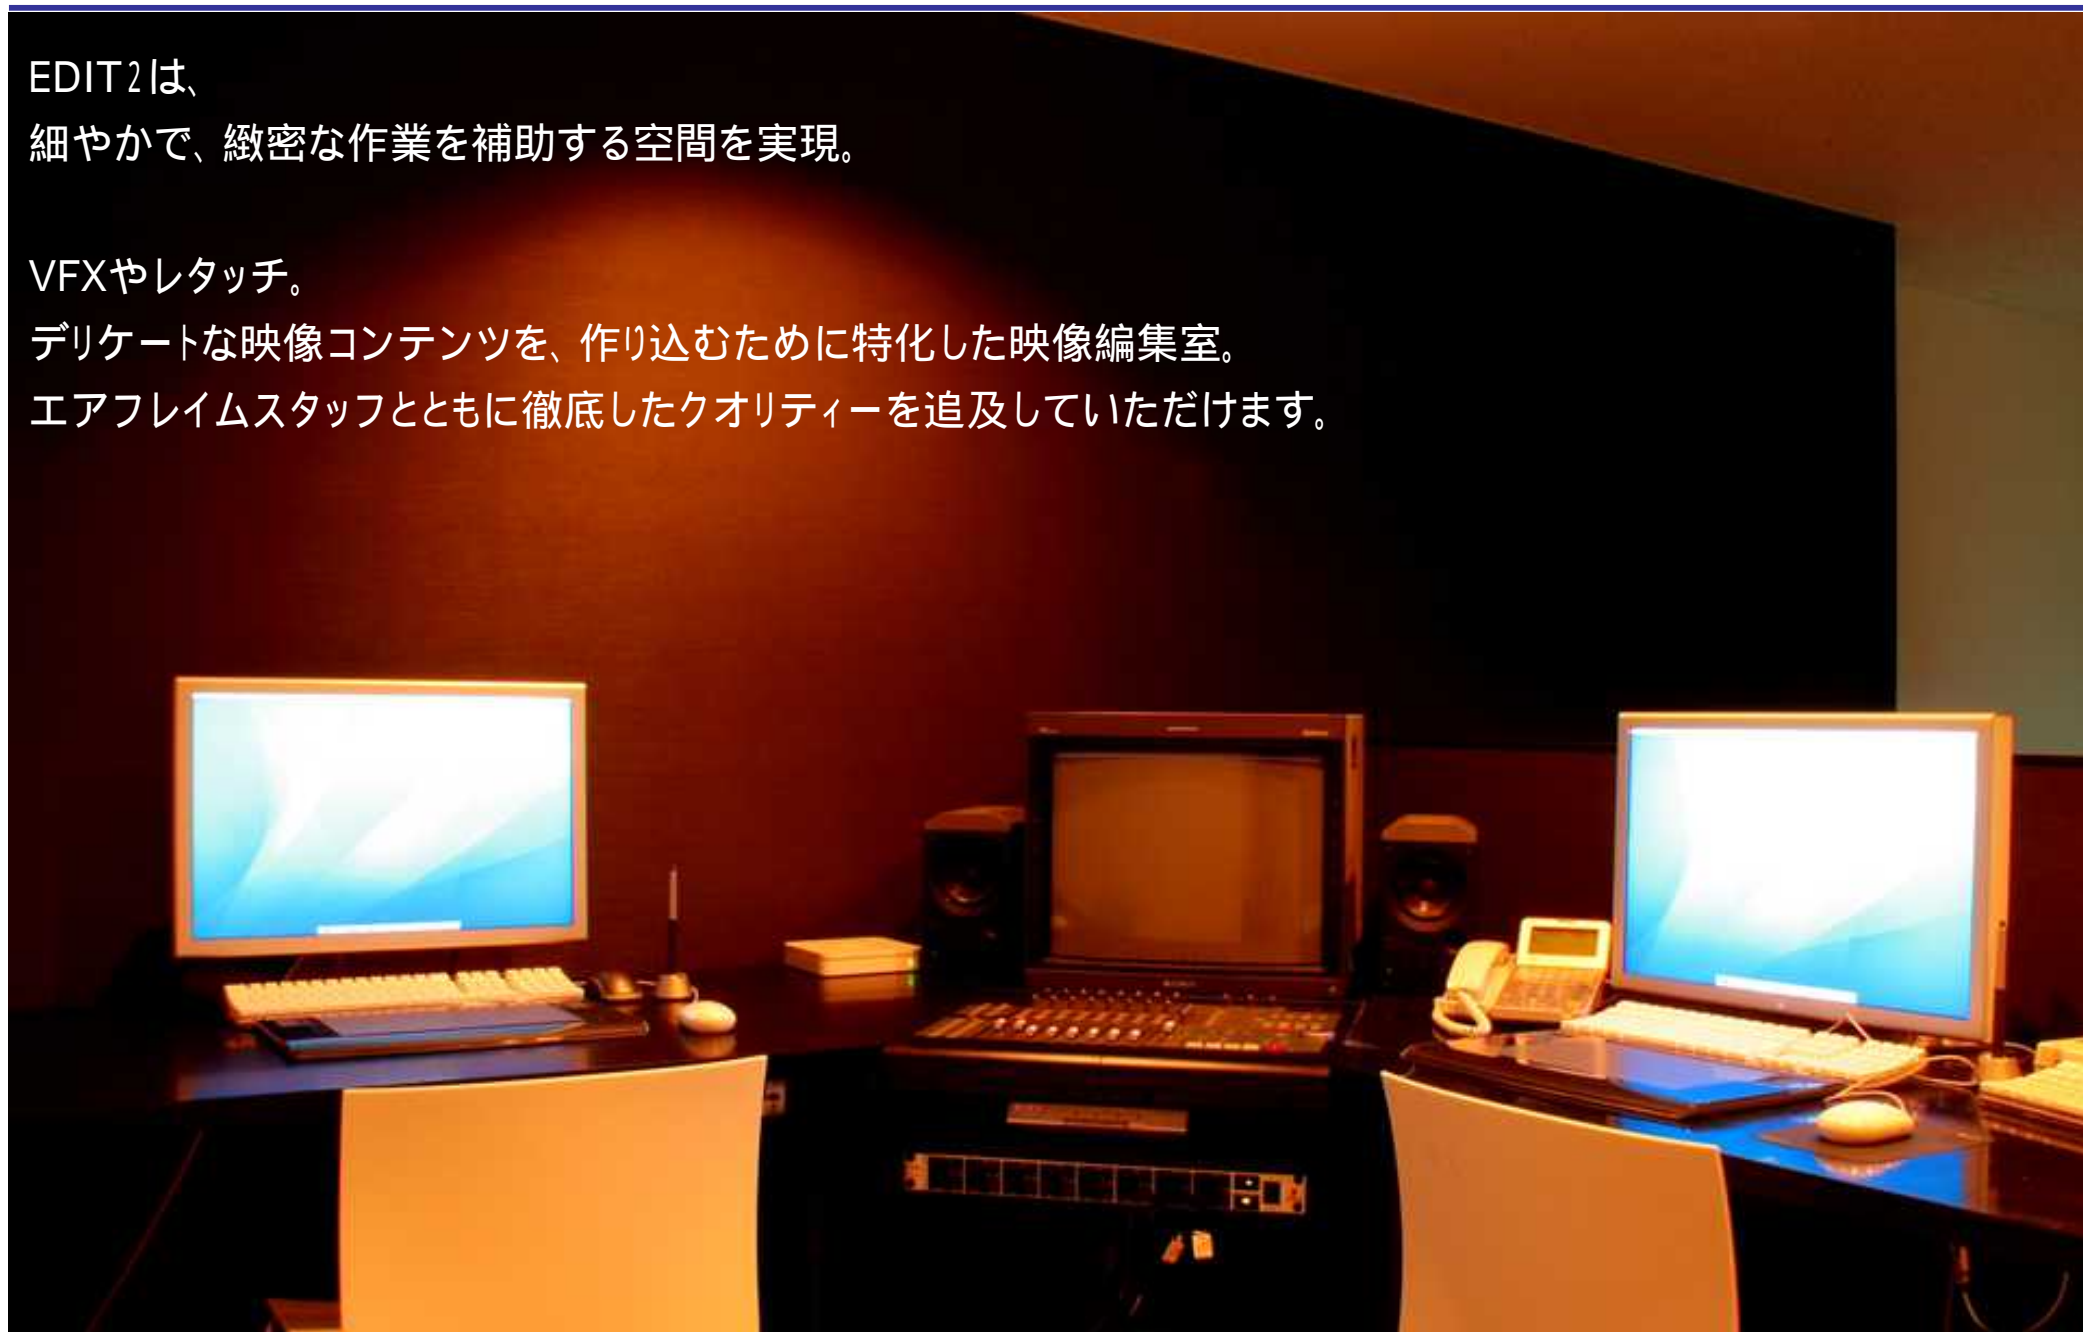 EDIT2は、
細やかで、緻密な作業を補助する空間を実現。
VFXやレタッチ。
デリケートな映像コンテンツを、作り込むために特化した映像編集室。
エアフレイムスタッフとともに徹底したクオリティーを追及していただけます。